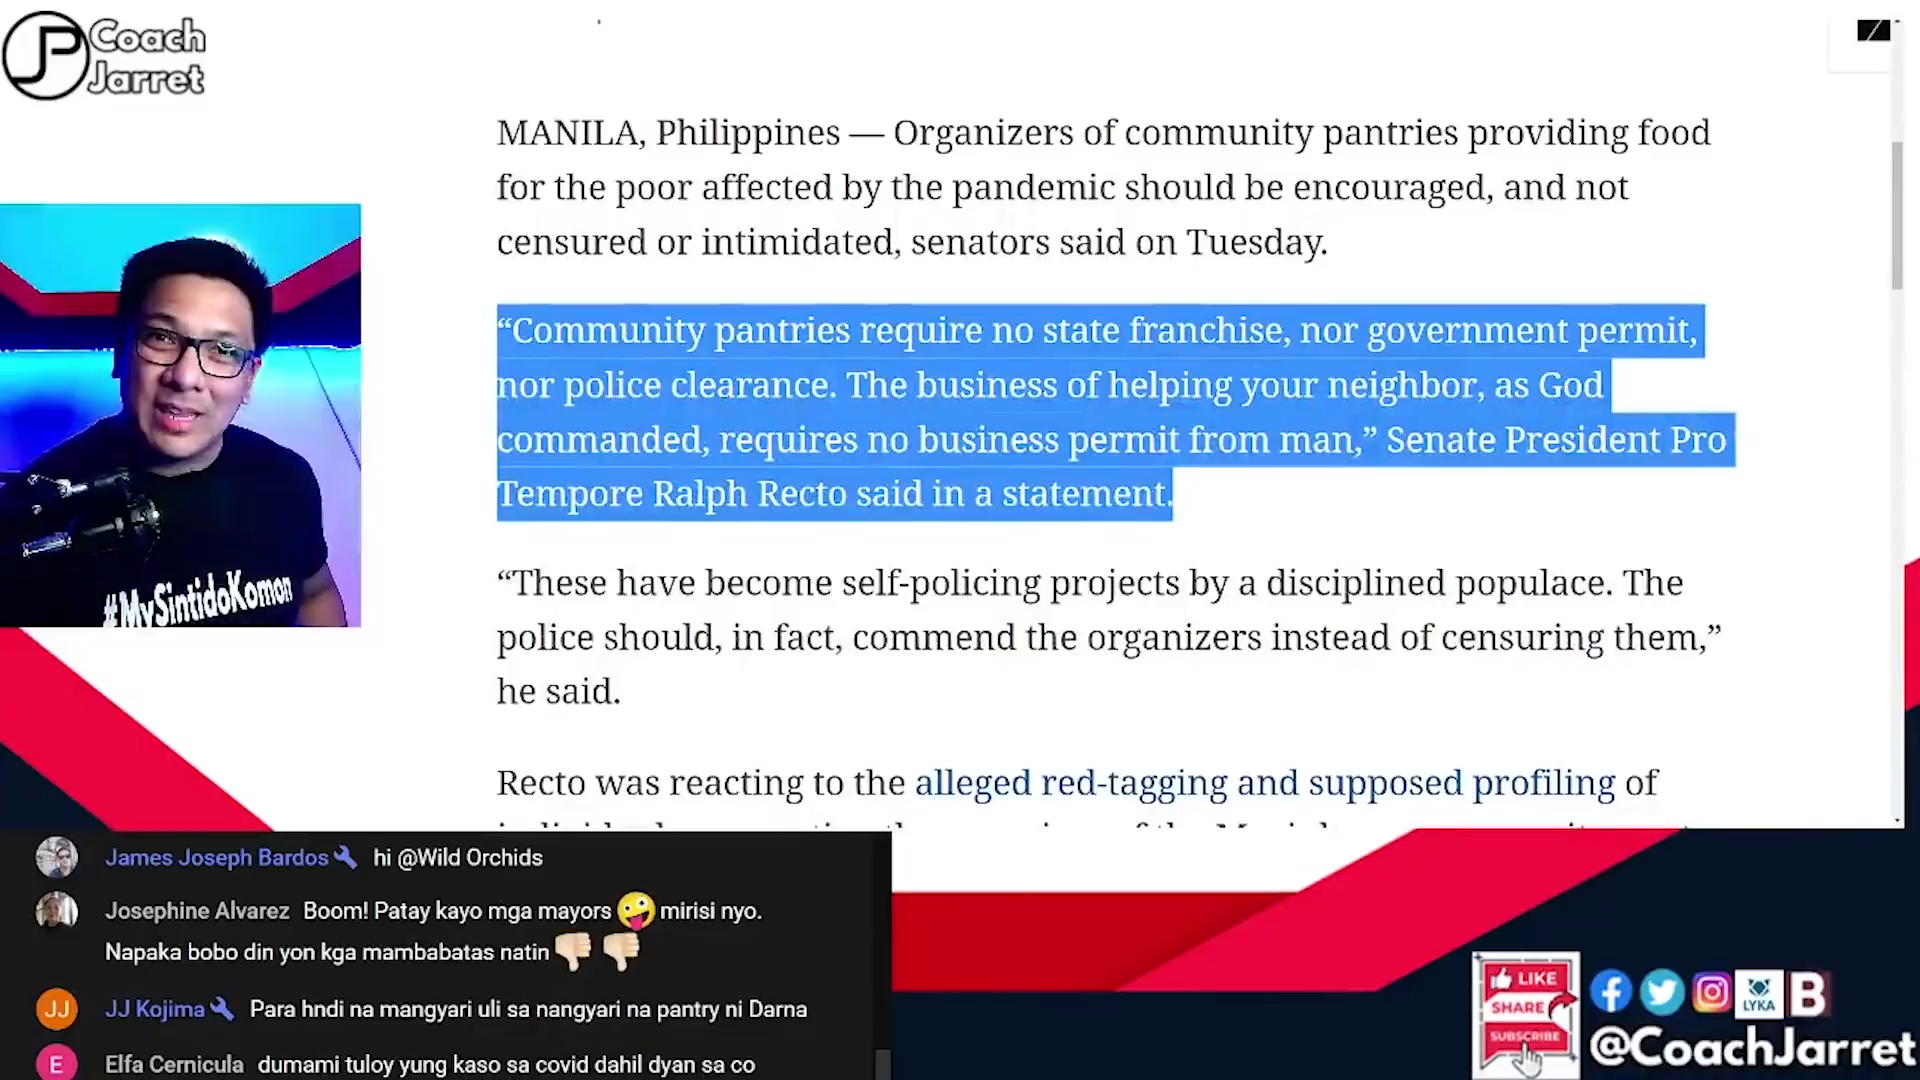 Coach
Jarret
MANILA, Philippines — Organizers of community pantries providing food
for the poor affected by the pandemic should be encouraged, and not
censured or intimidated, senators said on Tuesday.
“Community pantries require no state franchise, nor government permit,
nor police clearance. The business of helping your neighbor, as God
commanded, requires no business permit from man,” Senate President Pro
Tempore Ralph Recto said in a statement.
“These have become self-policing projects by a disciplined populace. The
police should, in fact, commend the organizers instead of censuring them,”
he said.
Recto was reacting to the alleged red-tagging and supposed profiling of
#MySintidoKomon
James Joseph Bardos hi @Wild Orchids
Josephine Alvarez Boom! Patay kayo mga mayors 🤪 mirisi nyo.
Napaka bobo din yon kga mambabatas natin 👎🏻 👎🏻
JJ
JJ Kojima Para hndi na mangyari uli sa nangyari na pantry ni Darna
E
Elfa Cernicula dumami tuloy yung kaso sa covid dahil dyan sa co
LIKE
SHARE
SUBSCRIBE
LYKA
B
@CoachJarret